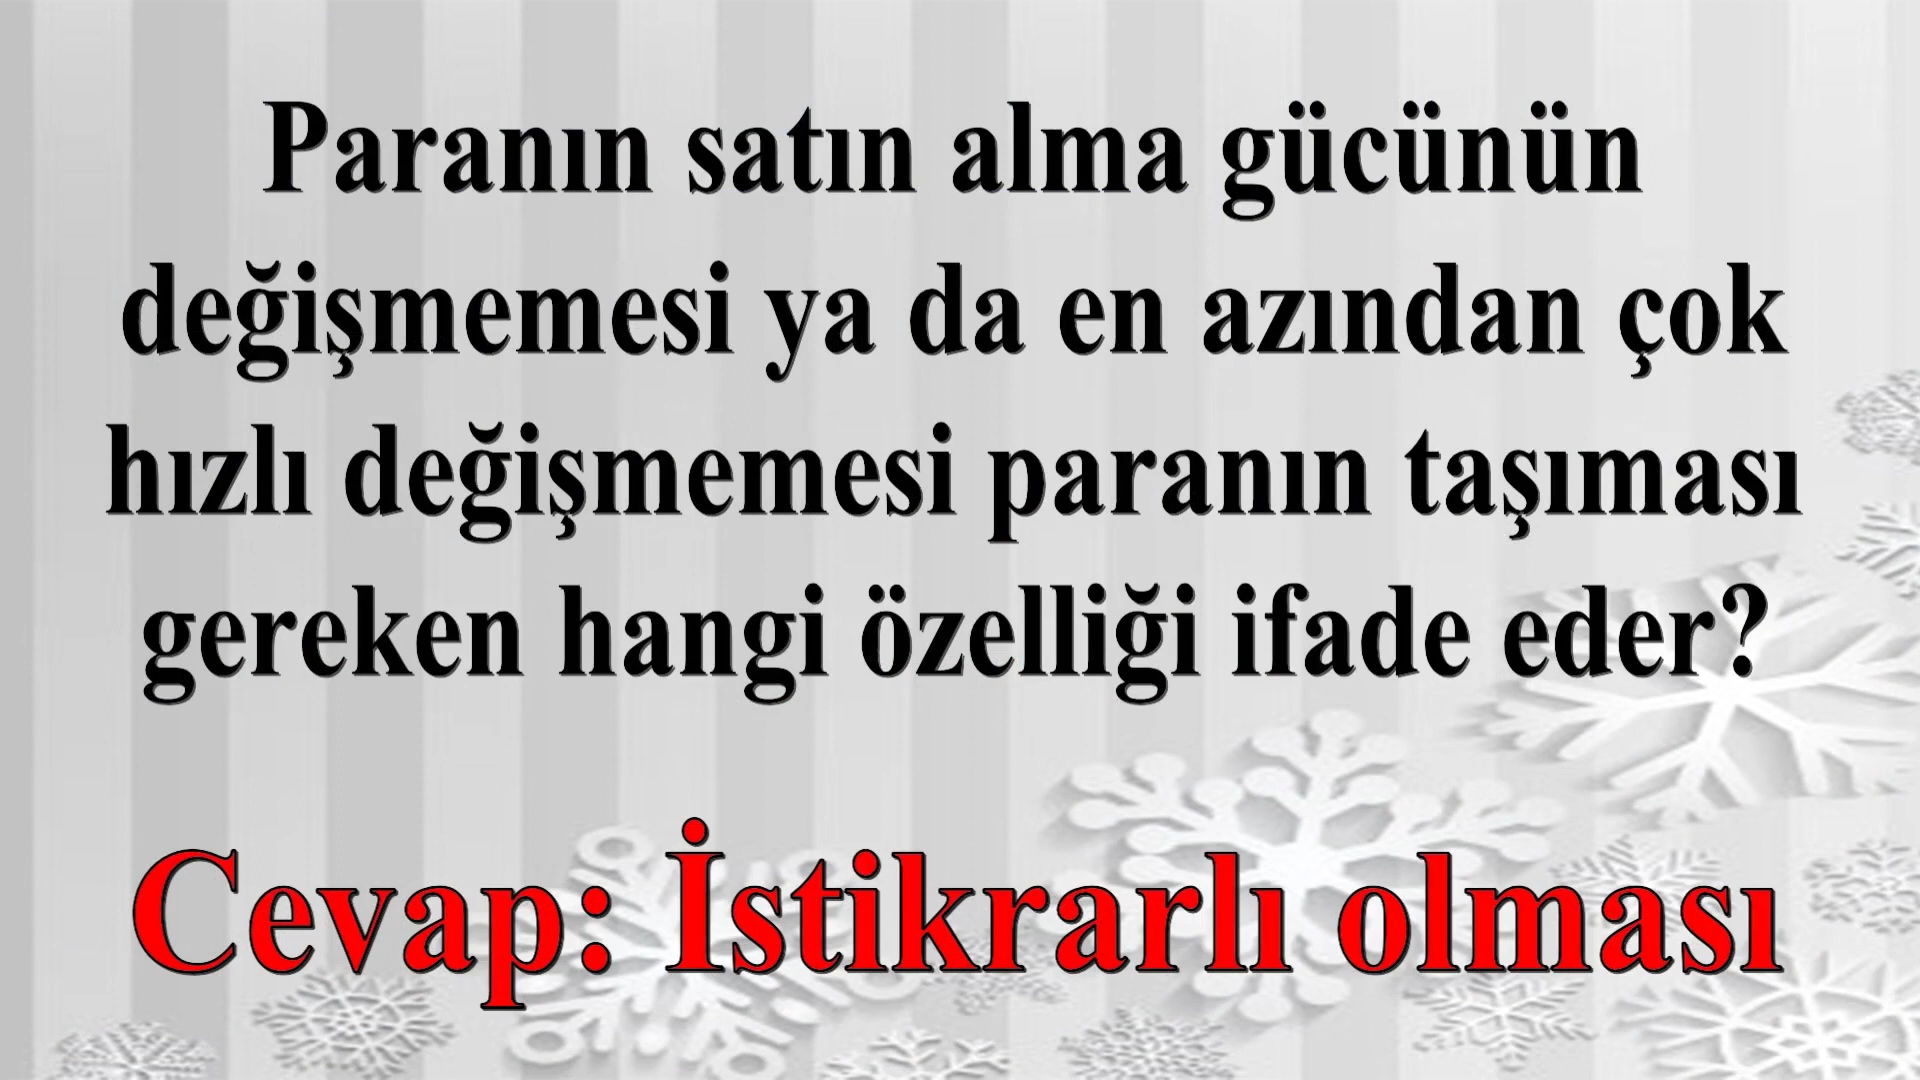 Paranın satın alma gücünün
değişmemesi ya da en azından çok
hızlı değişmemesi paranın taşıması
gereken hangi özelliği ifade eder?
Cevap: İstikrarlı olması